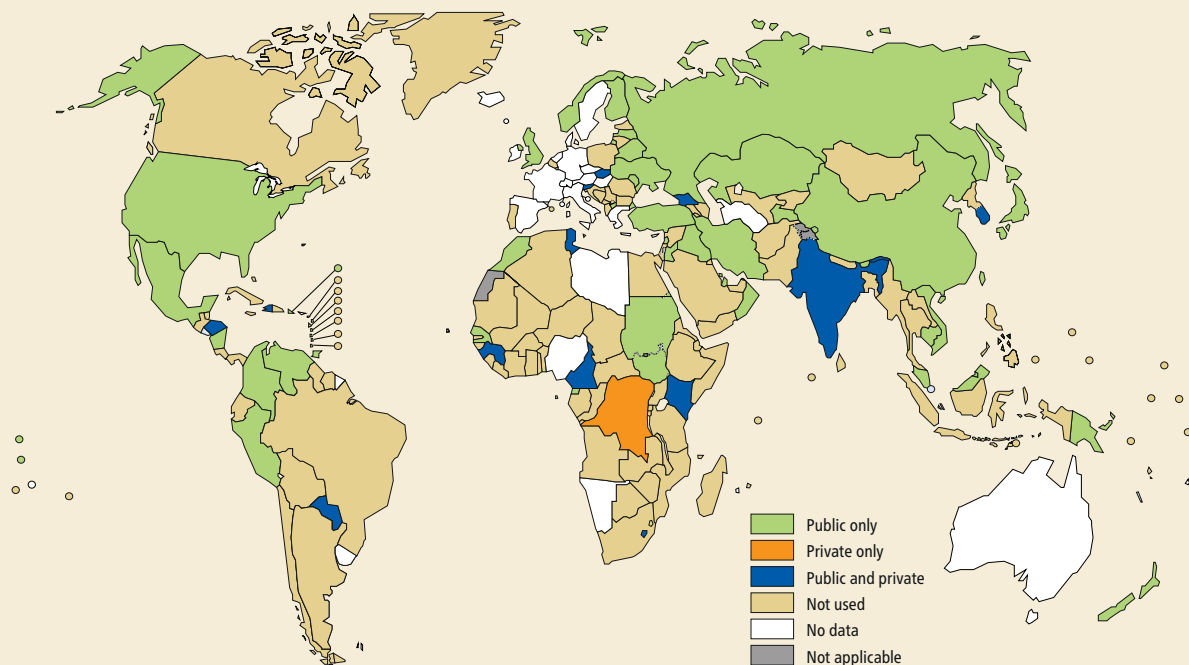 Public only
Private only
Public and private
Not used
No data
Not applicable